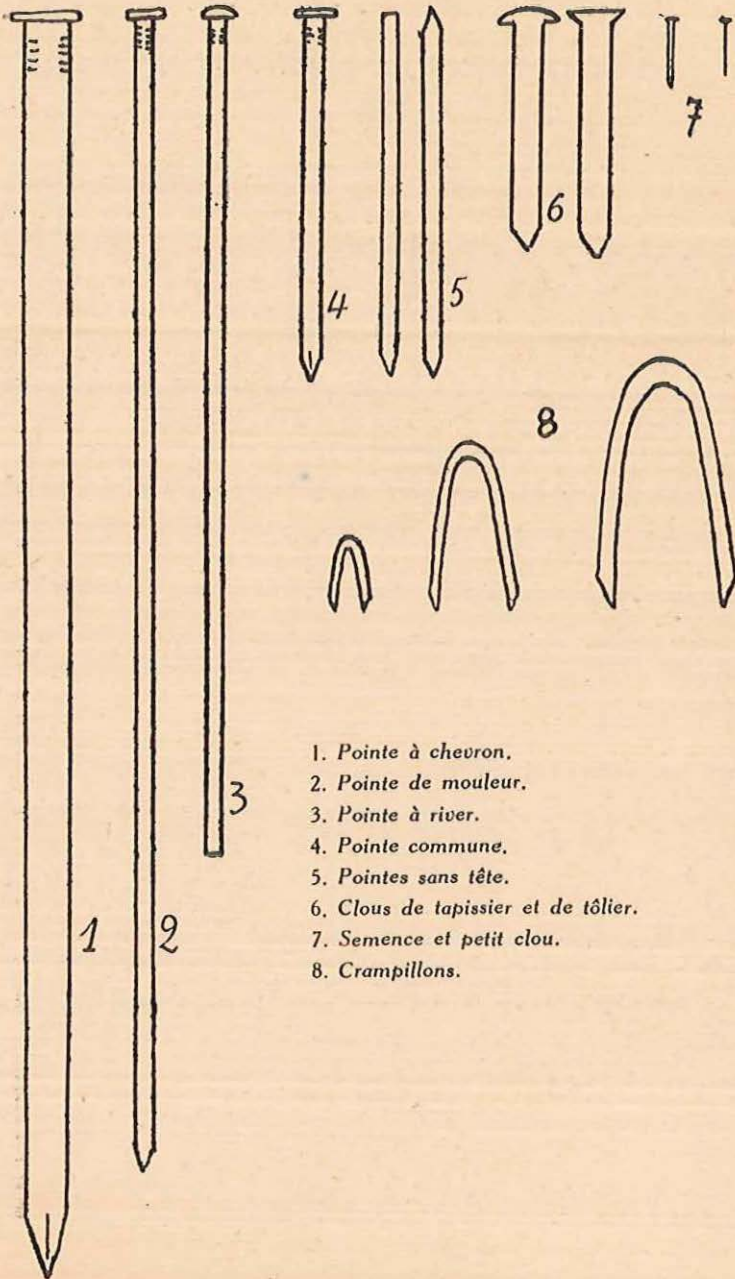 7
6
4
5
8
3
1
2
1. Pointe à chevron.
2. Pointe de mouleur.
3. Pointe à river.
4. Pointe commune.
5. Pointes sans tête.
6. Clous de tapissier et de tôlier.
7. Semence et petit clou.
8. Crampillons.